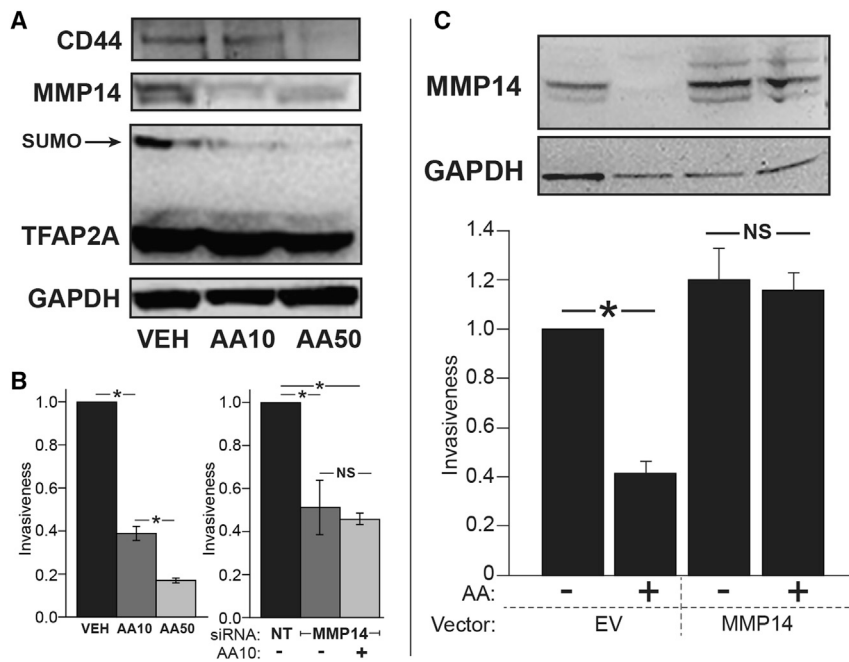 A
CD44
MMP14
SUMO
TFAP2A
GAPDH
VEH AA10 AA50
B
Invasiveness
1.0
0.8
0.6
0.4
0.2
0.0
*
*
VEH AA10 AA50
Invasiveness
1.0
0.8
0.6
0.4
0.2
0.0
*
*
NS
siRNA: NT MMP14
AA10: - - +
C
MMP14
GAPDH
Invasiveness
1.4
1.2
1.0
0.8
0.6
0.4
0.2
0
*
NS
AA: - + - +
Vector: EV MMP14